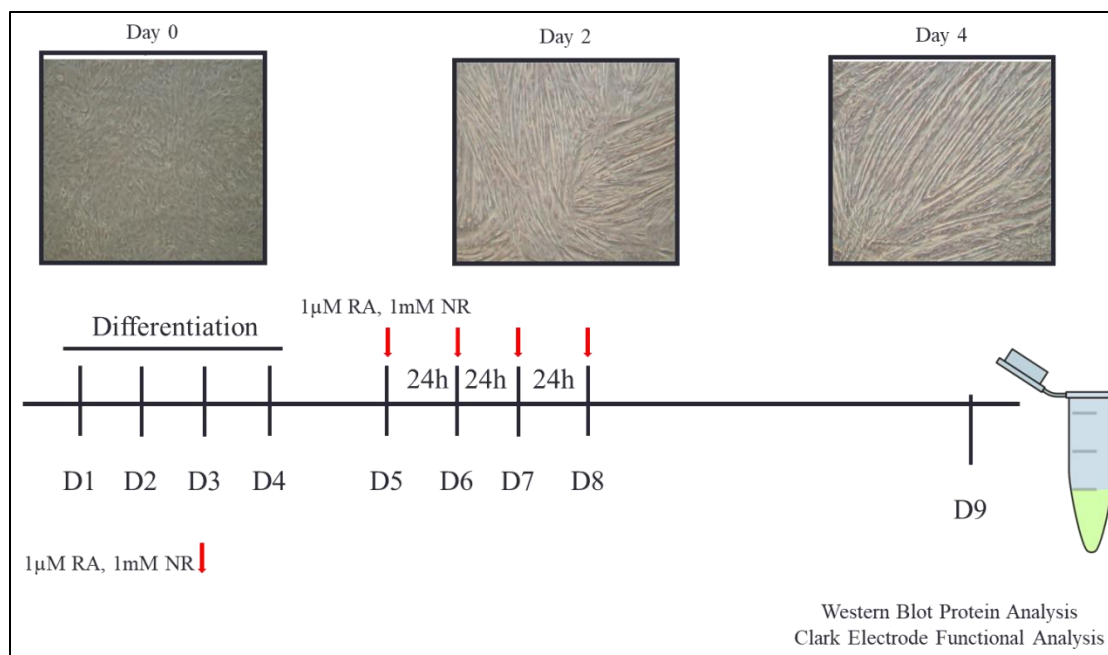 Day 0
Day 2
Day 4
1μM RA, 1mM NR
Differentiation
24h 24h 24h
D1 D2 D3 D4 D5 D6 D7 D8
D9
1μM RA, 1mM NR
Western Blot Protein Analysis
Clark Electrode Functional Analysis